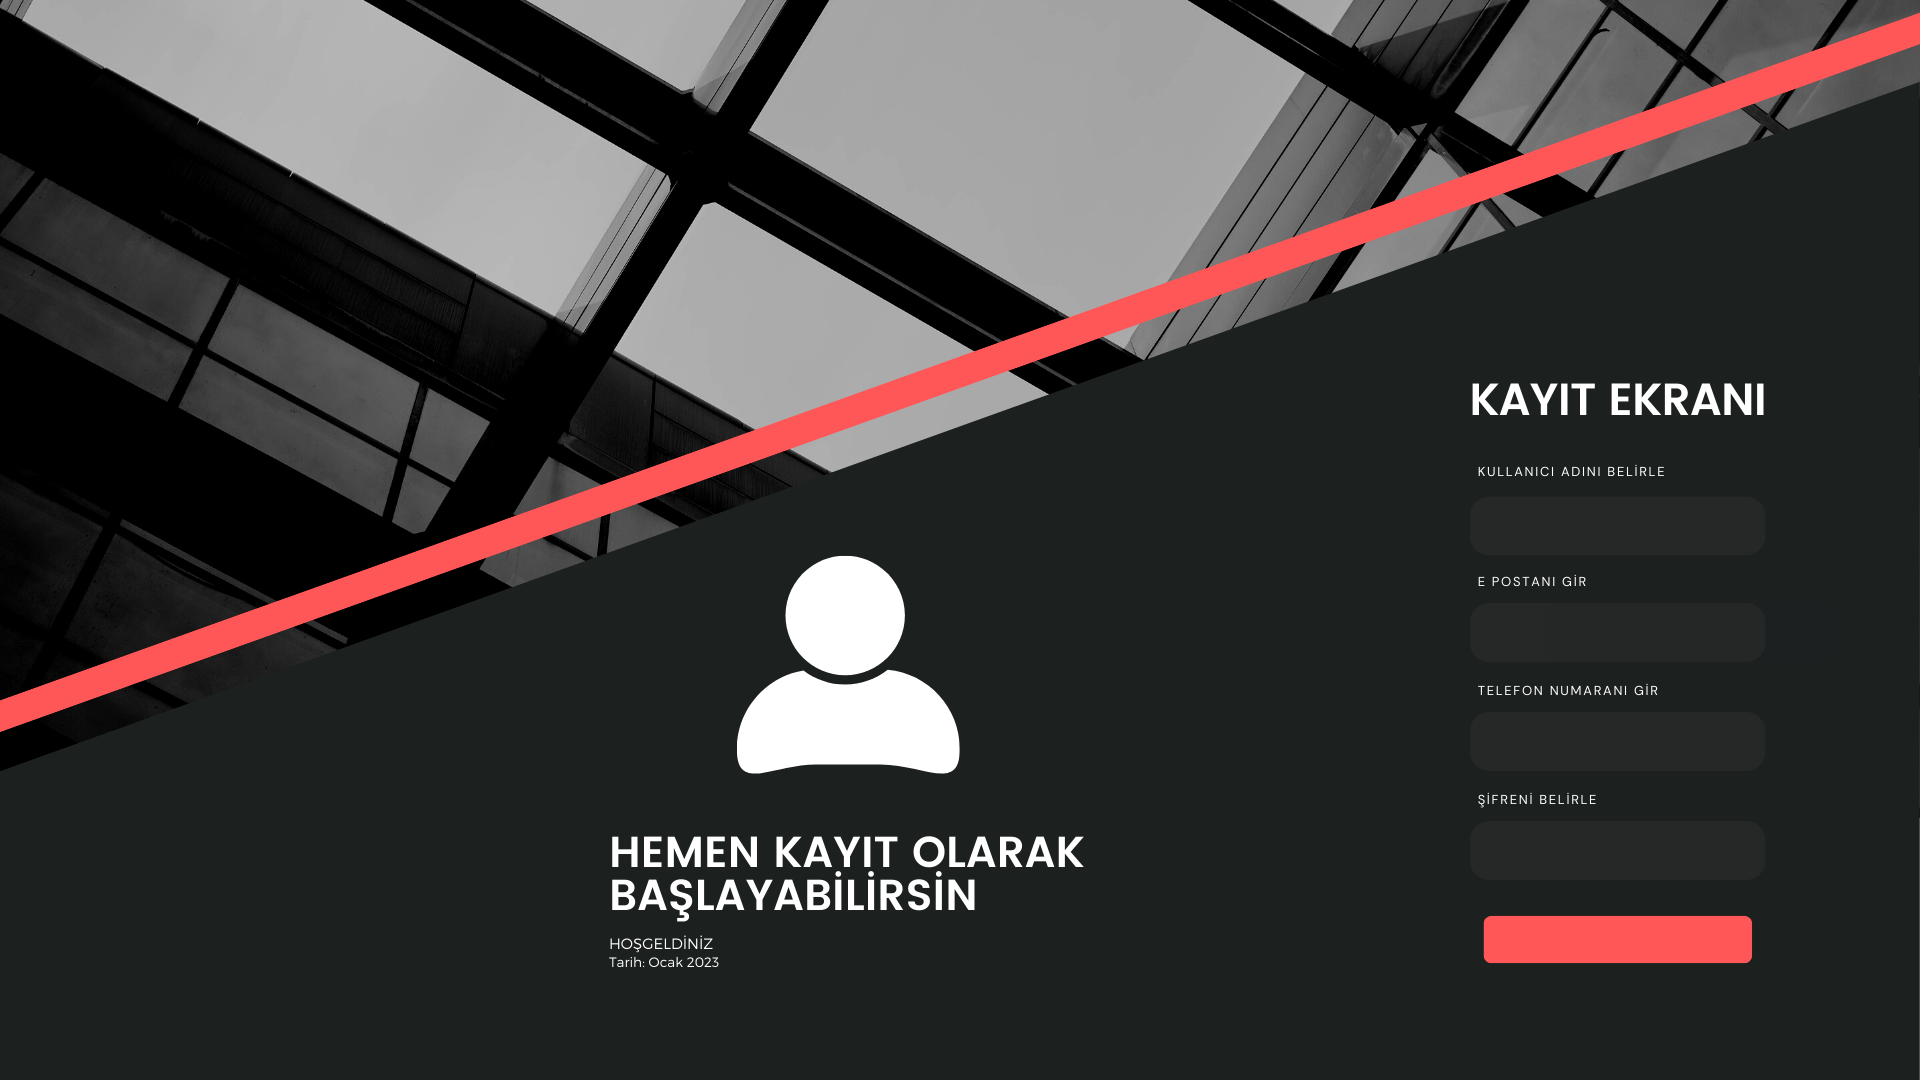 KAYIT EKRANI
KULLANICI ADINI BELİRLE
E POSTANI GİR
TELEFON NUMARANI GİR
ŞİFRENİ BELİRLE
HEMEN KAYIT OLARAK
BAŞLAYABİLİRSİN
HOŞGELDİNİZ
Tarih: Ocak 2023